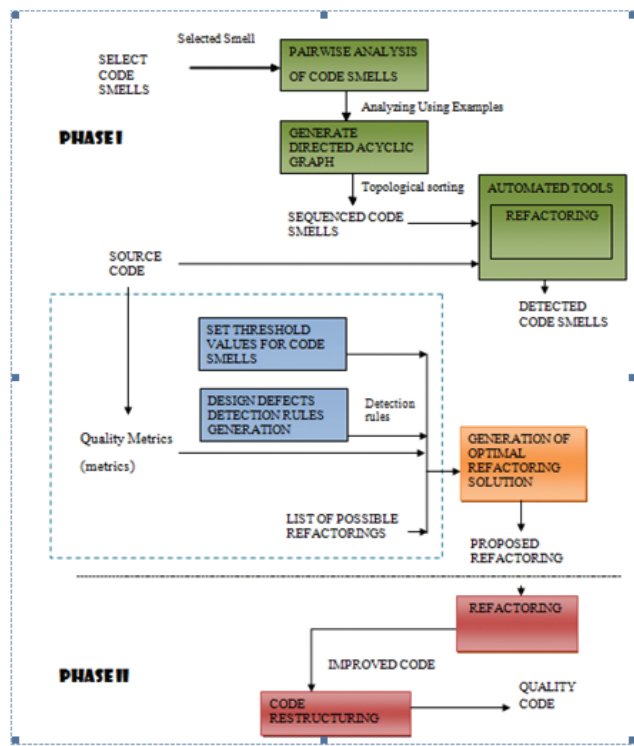 Selected Smell
SELECT
CODE
SMELLS
PAIRWISE ANALYSIS
OF CODE SMELLS
Analyzing Using Examples
PHASE I
GENERATE
DIRECTED ACYCLIC
GRAPH
Topological sorting
SEQUENCED CODE
SMELLS
AUTOMATED TOOLS
REFACTORING
SOURCE
CODE
DETECTED
CODE SMELLS
SET THRESHOLD
VALUES FOR CODE
SMELLS
DESIGN DEFECTS
DETECTION RULES
GENERATION
Detection
rules
Quality Metrics
(metrics)
GENERATION OF
OPTIMAL
REFACTORING
SOLUTION
LIST OF POSSIBLE
REFACTORINGS
PROPOSED
REFACTORING
REFACTORING
IMPROVED CODE
PHASE II
CODE
RESTRUCTURING
QUALITY
CODE